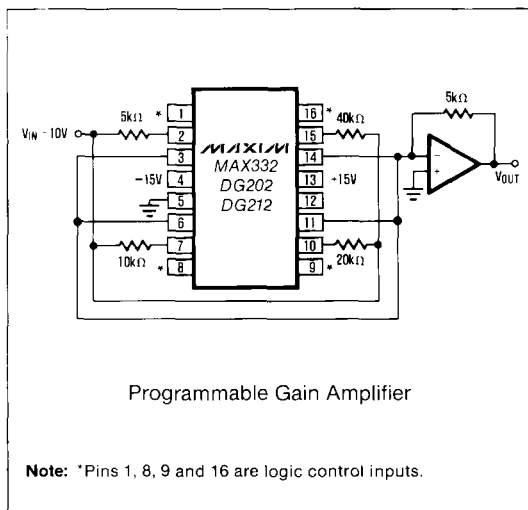 * 1 16 *
5kΩ 2 15 40kΩ 5kΩ
VIN -10V
MAXIM
3 MAX332 14 -
-15V 4 DG202 13 +15V +
VOUT
5 DG212 12
6 11
7 10
10kΩ 20kΩ
* 8 9 *
Programmable Gain Amplifier
Note: *Pins 1, 8, 9 and 16 are logic control inputs.